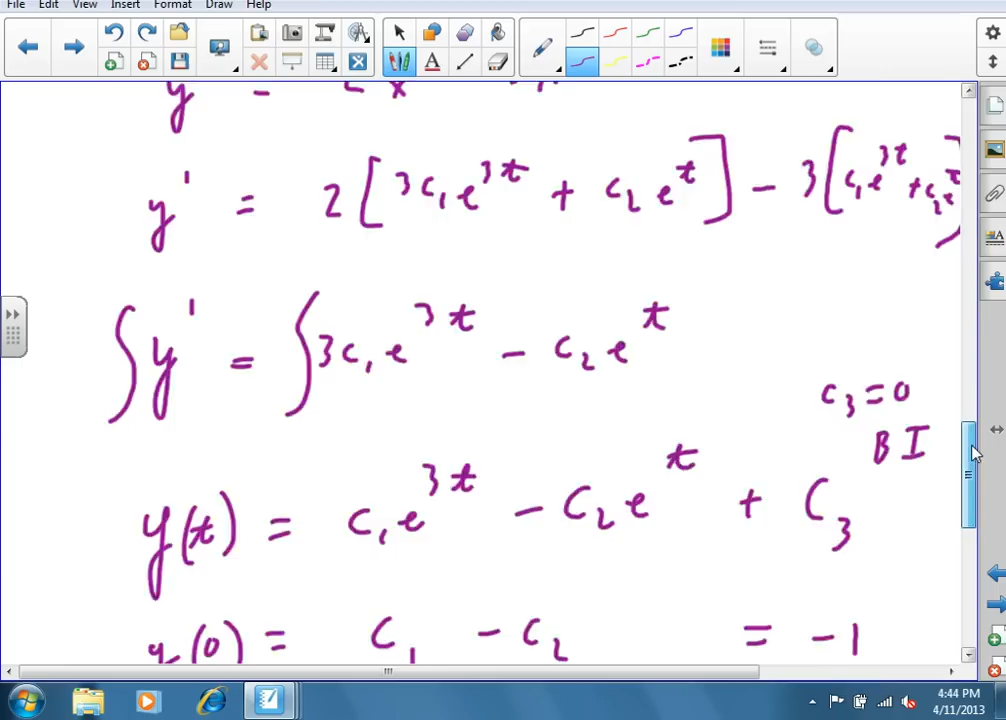 File Edit View Insert Format Draw Help
y' = 2x'
y' = 2[3c₁e³ᵗ + c₂eᵗ] − 3[c₁e³ᵗ + c₂eᵗ]
∫y' = ∫3c₁e³ᵗ − c₂eᵗ
c₃ = 0
BI
y(t) = c₁e³ᵗ − c₂eᵗ + C₃
y(0) = c₁ − c₂ = −1
4:44 PM
4/11/2013